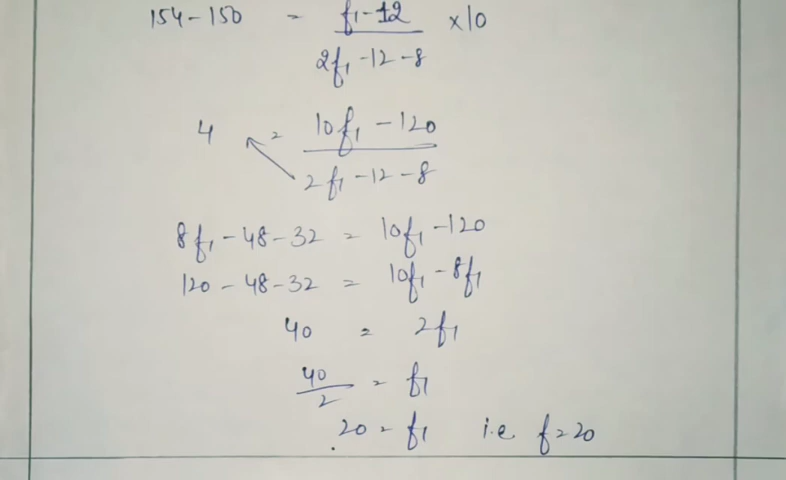 154-150 = f1-12 / 2f1-12-8 x10
4 = 10f1-120 / 2f1-12-8
8f1-48-32 = 10f1-120
120-48-32 = 10f1-8f1
40 = 2f1
40/2 = f1
20 = f1 i.e f=20